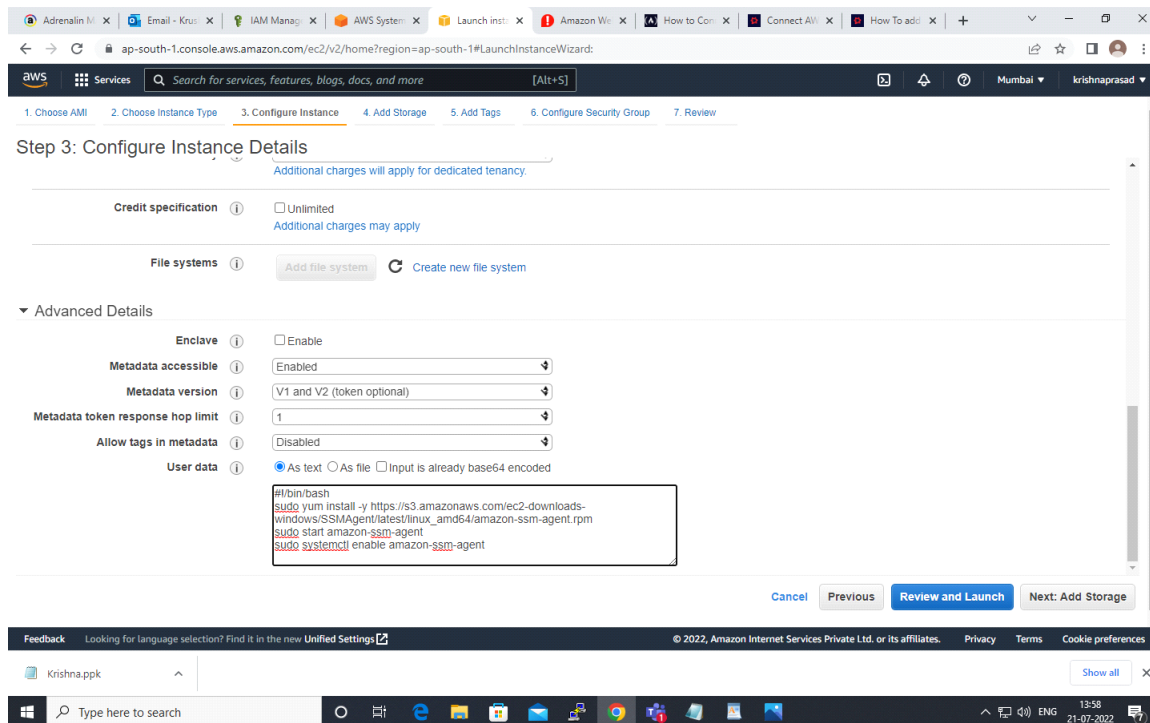 Adrenalin M
Email - Krus
IAM Manag
AWS System
Launch insta
Amazon We
How to Con
Connect AW
How To add
ap-south-1.console.aws.amazon.com/ec2/v2/home?region=ap-south-1#LaunchInstanceWizard:
aws
Services
Search for services, features, blogs, docs, and more
[Alt+S]
Mumbai
krishnaprasad
1. Choose AMI
2. Choose Instance Type
3. Configure Instance
4. Add Storage
5. Add Tags
6. Configure Security Group
7. Review
Step 3: Configure Instance Details
Additional charges will apply for dedicated tenancy.
Credit specification
Unlimited
Additional charges may apply
File systems
Add file system
Create new file system
Advanced Details
Enclave
Enable
Metadata accessible
Enabled
Metadata version
V1 and V2 (token optional)
Metadata token response hop limit
1
Allow tags in metadata
Disabled
User data
As text
As file
Input is already base64 encoded
#!/bin/bash
sudo yum install -y https://s3.amazonaws.com/ec2-downloads-
windows/SSMAgent/latest/linux_amd64/amazon-ssm-agent.rpm
sudo start amazon-ssm-agent
sudo systemctl enable amazon-ssm-agent
Cancel
Previous
Review and Launch
Next: Add Storage
Feedback
Looking for language selection? Find it in the new Unified Settings
© 2022, Amazon Internet Services Private Ltd. or its affiliates.
Privacy
Terms
Cookie preferences
Krishna.ppk
Show all
Type here to search
ENG
13:58
21-07-2022